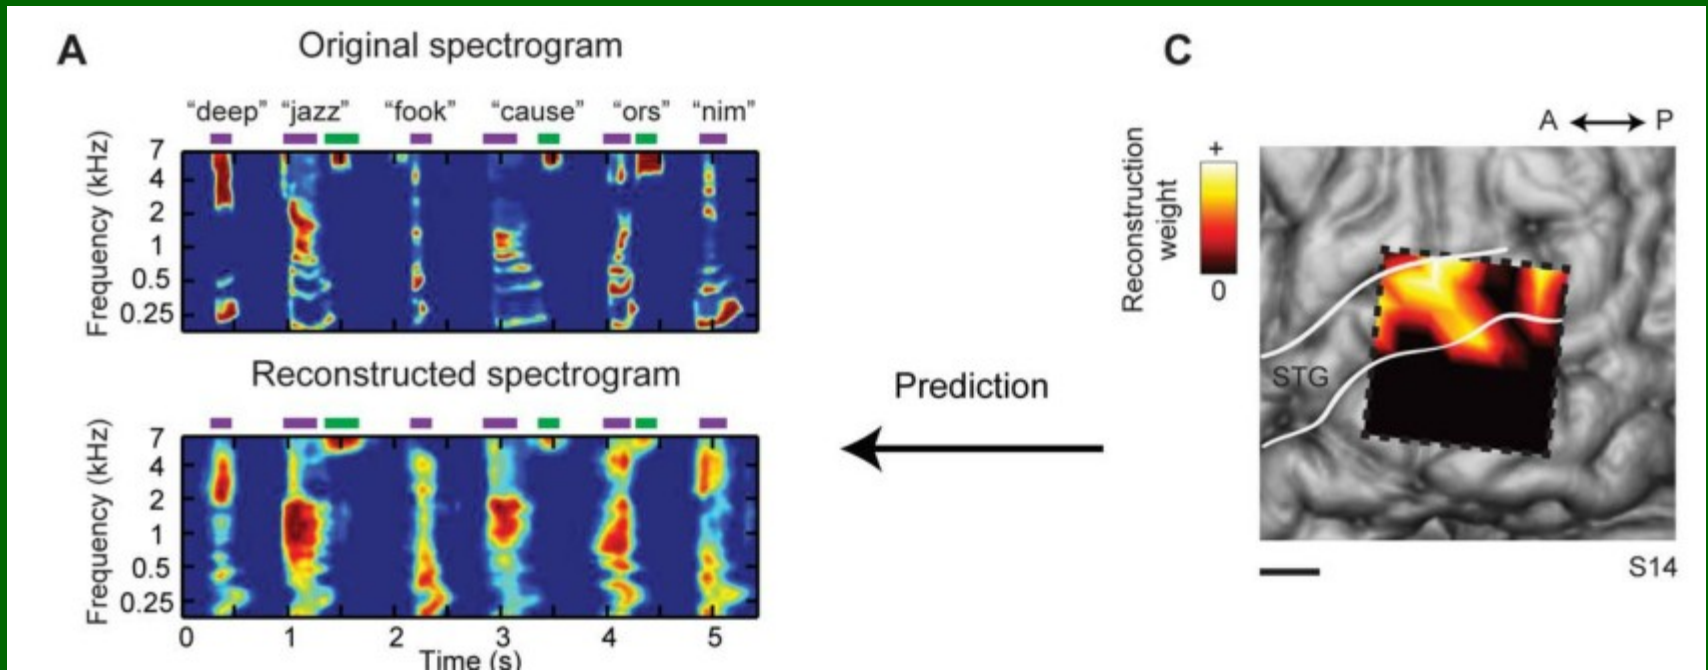 A
Original spectrogram
“deep” “jazz” “fook” “cause” “ors” “nim”
Frequency (kHz)
7
4
2
1
0.5
0.25
Reconstructed spectrogram
Frequency (kHz)
7
4
2
1
0.5
0.25
0 1 2 3 4 5
Time (s)
Prediction
C
A P
Reconstruction
weight
+
0
STG
S14